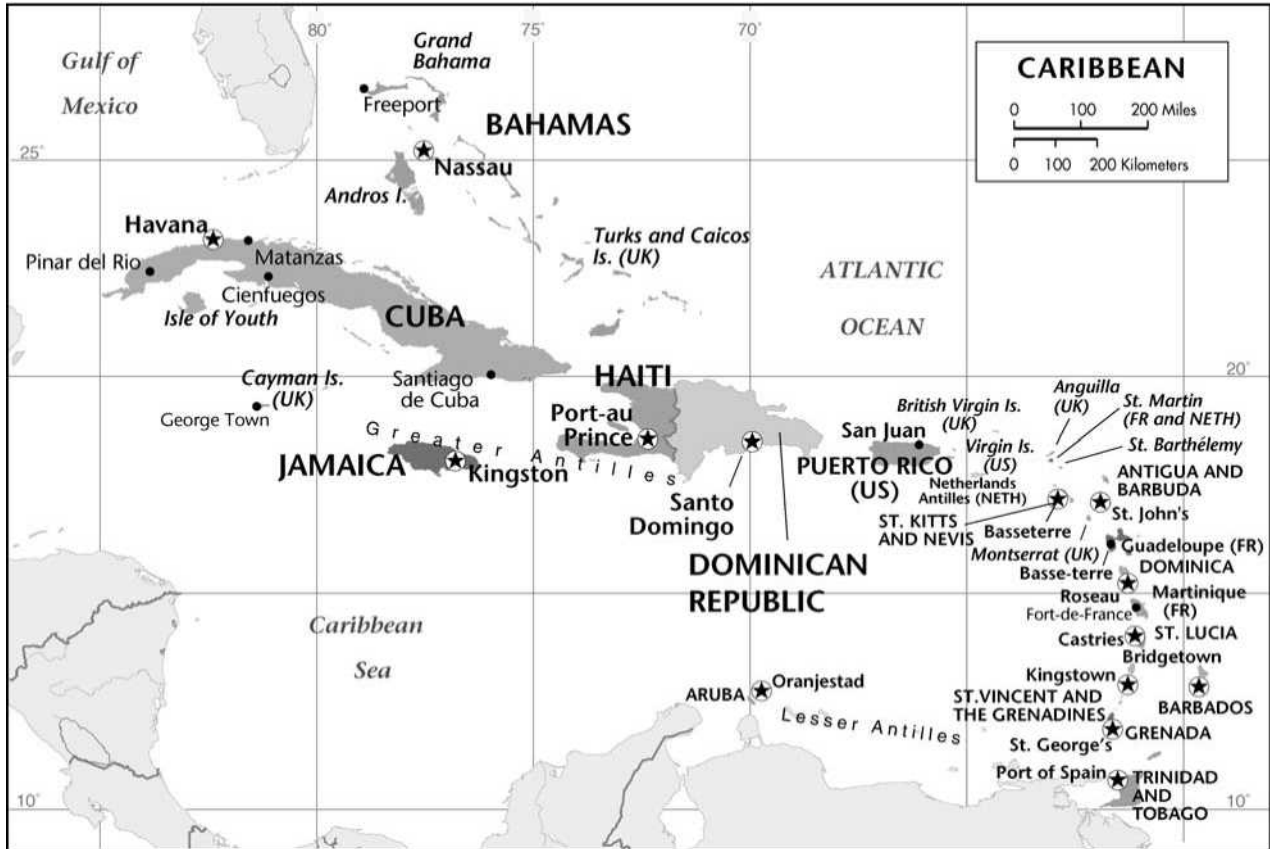 80°
75°
70°
Gulf of
Mexico
Grand
Bahama
Freeport
BAHAMAS
CARIBBEAN
0 100 200 Miles
0 100 200 Kilometers
25°
Nassau
Andros I.
Havana
Matanzas
Pinar del Rio
Cienfuegos
Isle of Youth
CUBA
Turks and Caicos
Is. (UK)
ATLANTIC
OCEAN
20°
Cayman Is.
(UK)
George Town
Santiago
de Cuba
HAITI
Port-au
Prince
Greater Antilles
JAMAICA
Kingston
Santo
Domingo
DOMINICAN
REPUBLIC
San Juan
PUERTO RICO
(US)
British Virgin Is.
(UK)
Virgin Is.
(US)
Anguilla
(UK)
St. Martin
(FR and NETH)
St. Barthélemy
Netherlands
Antilles (NETH)
ANTIGUA AND
BARBUDA
St. John's
ST. KITTS
AND NEVIS
Basseterre
Montserrat (UK)
Guadeloupe (FR)
Basse-terre
DOMINICA
Roseau
Martinique
(FR)
Fort-de-France
Castries
ST. LUCIA
Bridgetown
Kingstown
BARBADOS
ST.VINCENT AND
THE GRENADINES
GRENADA
St. George's
Port of Spain
TRINIDAD
AND
TOBAGO
Caribbean
Sea
ARUBA
Oranjestad
Lesser Antilles
10°
10°